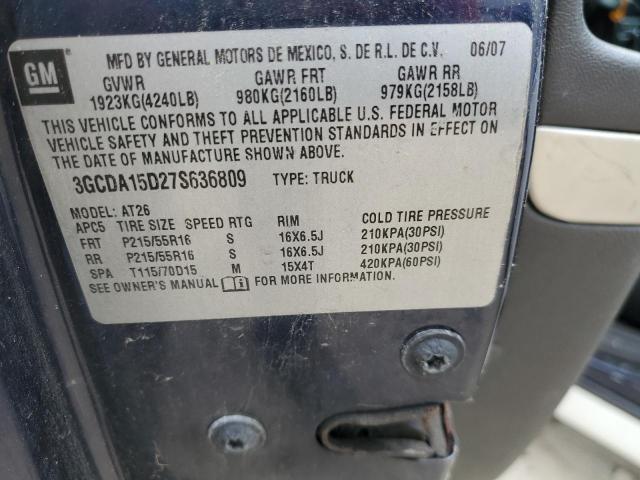 GM
MFD BY GENERAL MOTORS DE MEXICO, S. DE R.L. DE C.V. 06/07
GVWR GAWR FRT GAWR RR
1923KG(4240LB) 980KG(2160LB) 979KG(2158LB)
THIS VEHICLE CONFORMS TO ALL APPLICABLE U.S. FEDERAL MOTOR
VEHICLE SAFETY AND THEFT PREVENTION STANDARDS IN EFFECT ON
THE DATE OF MANUFACTURE SHOWN ABOVE.
3GCDA15D27S636809 TYPE: TRUCK
MODEL: AT26
APC5 TIRE SIZE SPEED RTG RIM COLD TIRE PRESSURE
FRT P215/55R16 S 16X6.5J 210KPA(30PSI)
RR P215/55R16 S 16X6.5J 210KPA(30PSI)
SPA T115/70D15 M 15X4T 420KPA(60PSI)
SEE OWNER'S MANUAL FOR MORE INFORMATION.